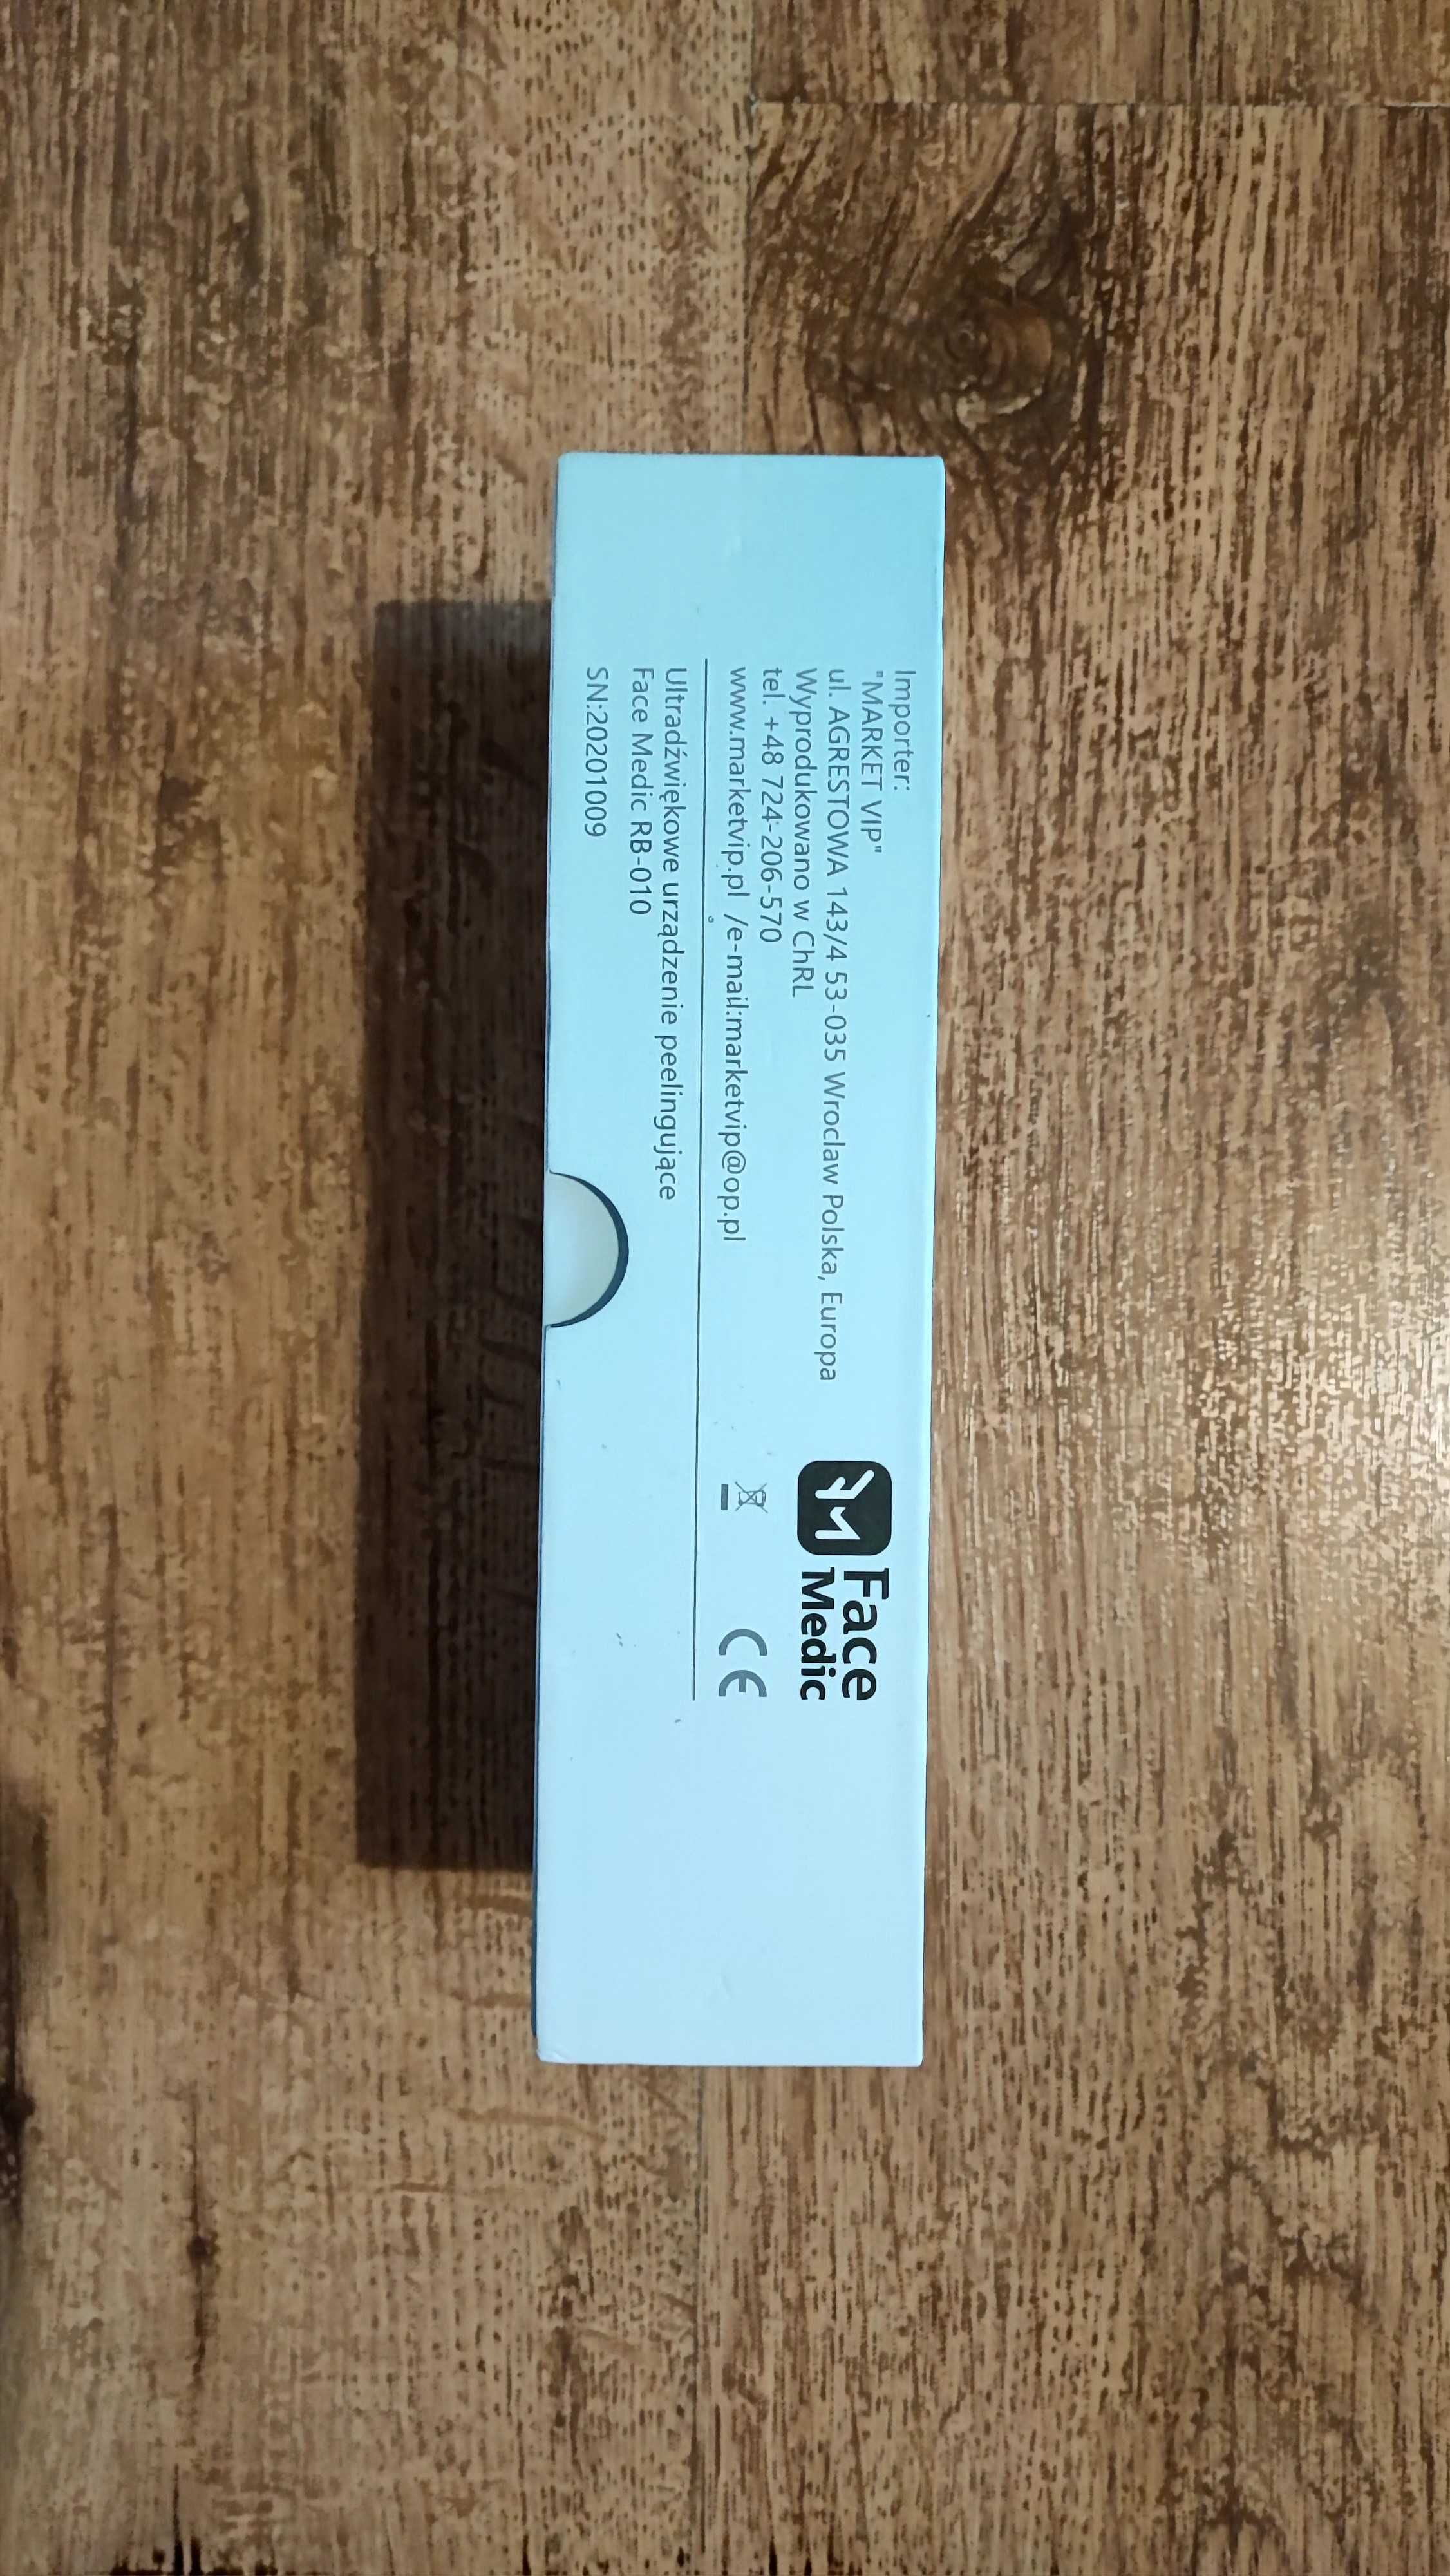 Importer:
"MARKET VIP"
ul. AGRESTOWA 143/4 53-035 Wroclaw Polska, Europa
Wyprodukowano w ChRL
tel. +48 724-206-570
www.marketvip.pl /e-mail:marketvip@op.pl
Face
Medic
CE
Ultradźwiękowe urządzenie peelingujące
Face Medic RB-010
SN:20201009